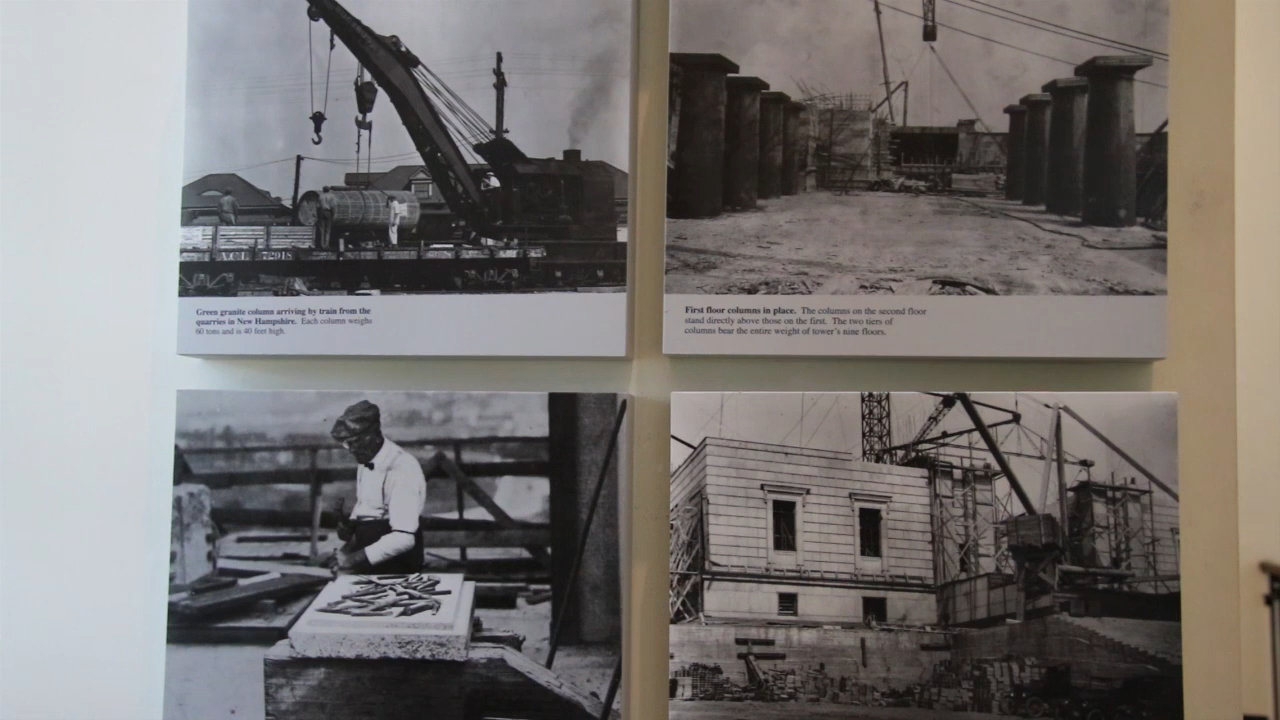 Green granite column arriving by train from the
quarries in New Hampshire. Each column weighs
60 tons and is 40 feet high.
First floor columns in place. The columns on the second floor
stand directly above those on the first. The two tiers of
columns bear the entire weight of tower's nine floors.